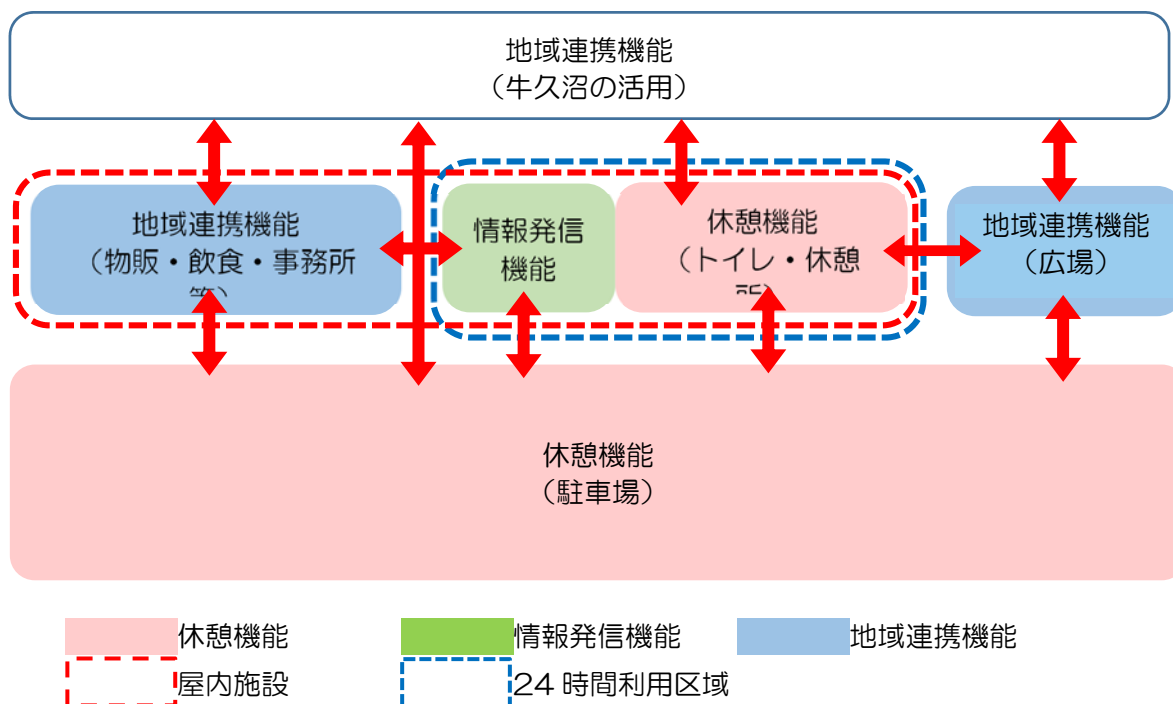 地域連携機能
（牛久沼の活用）
地域連携機能
（物販・飲食・事務所
情報発信
機能
休憩機能
（トイレ・休憩
地域連携機能
（広場）
休憩機能
（駐車場）
休憩機能
情報発信機能
地域連携機能
屋内施設
24 時間利用区域